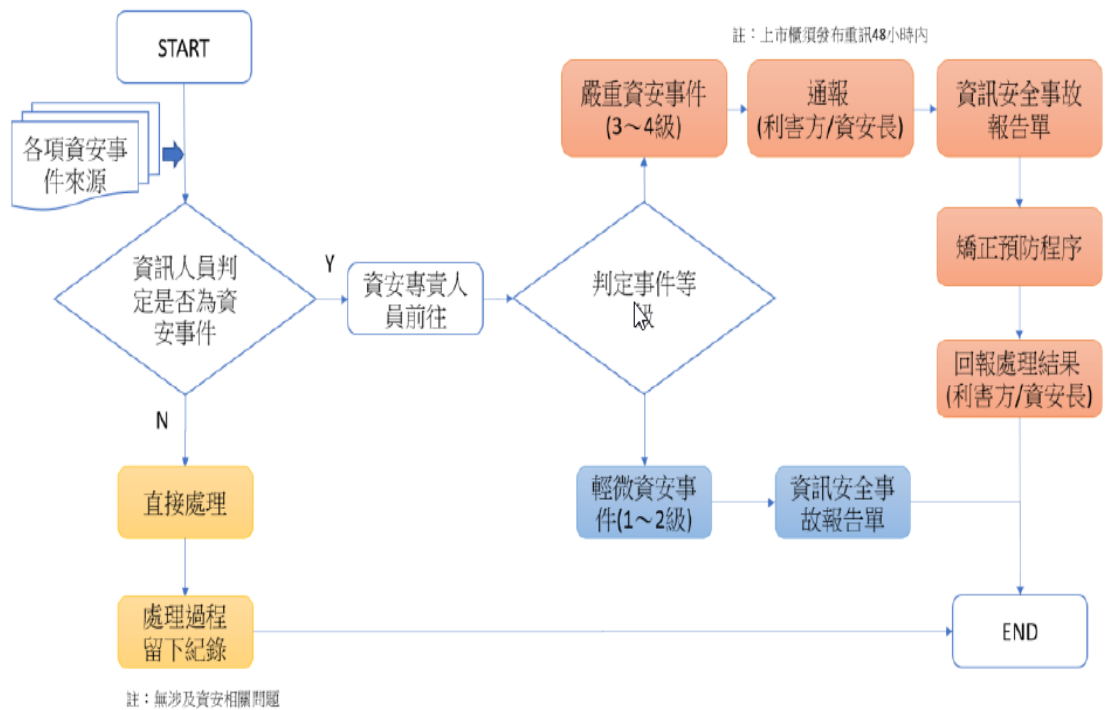 註：上市櫃須發布重訊48小時內
START
各項資安事
件來源
資訊人員判
定是否為資
安事件
Y
資安專責人
員前往
判定事件等
級
嚴重資安事件
(3～4級)
通報
(利害方/資安長)
資訊安全事故
報告單
矯正預防程序
回報處理結果
(利害方/資安長)
N
直接處理
輕微資安事
件(1～2級)
資訊安全事
故報告單
處理過程
留下紀錄
END
註：無涉及資安相關問題